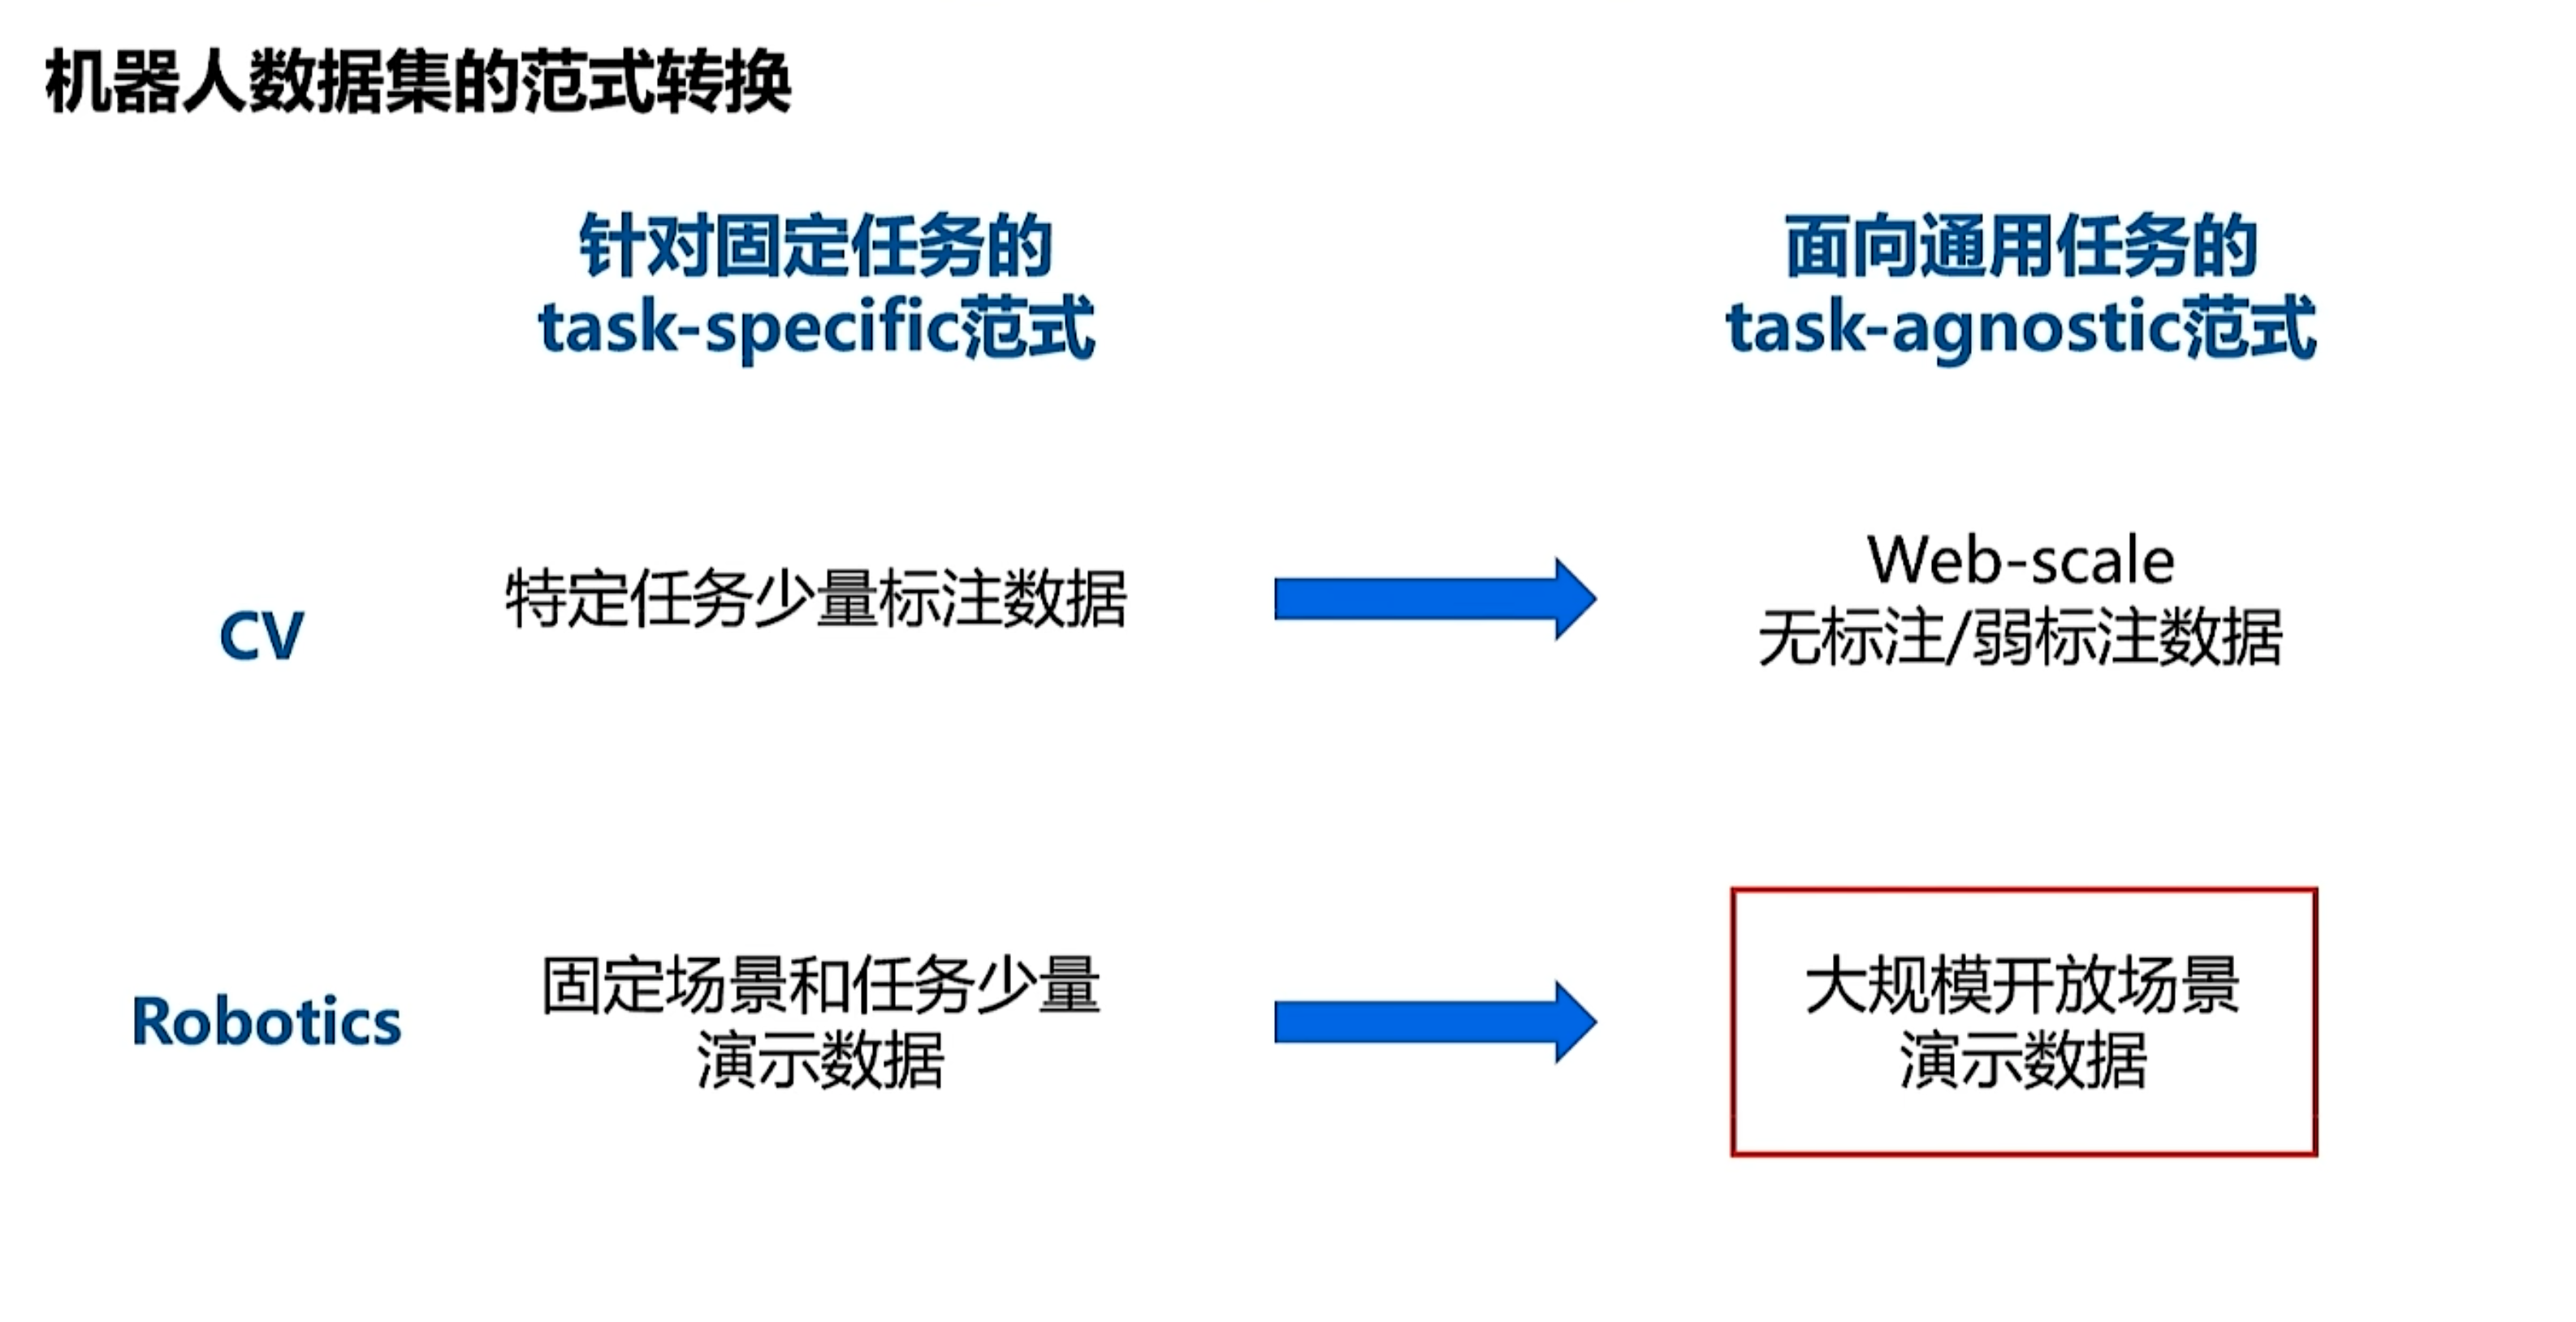 机器人数据集的范式转换
针对固定任务的
task-specific范式
面向通用任务的
task-agnostic范式
CV
特定任务少量标注数据
Web-scale
无标注/弱标注数据
Robotics
固定场景和任务少量
演示数据
大规模开放场景
演示数据